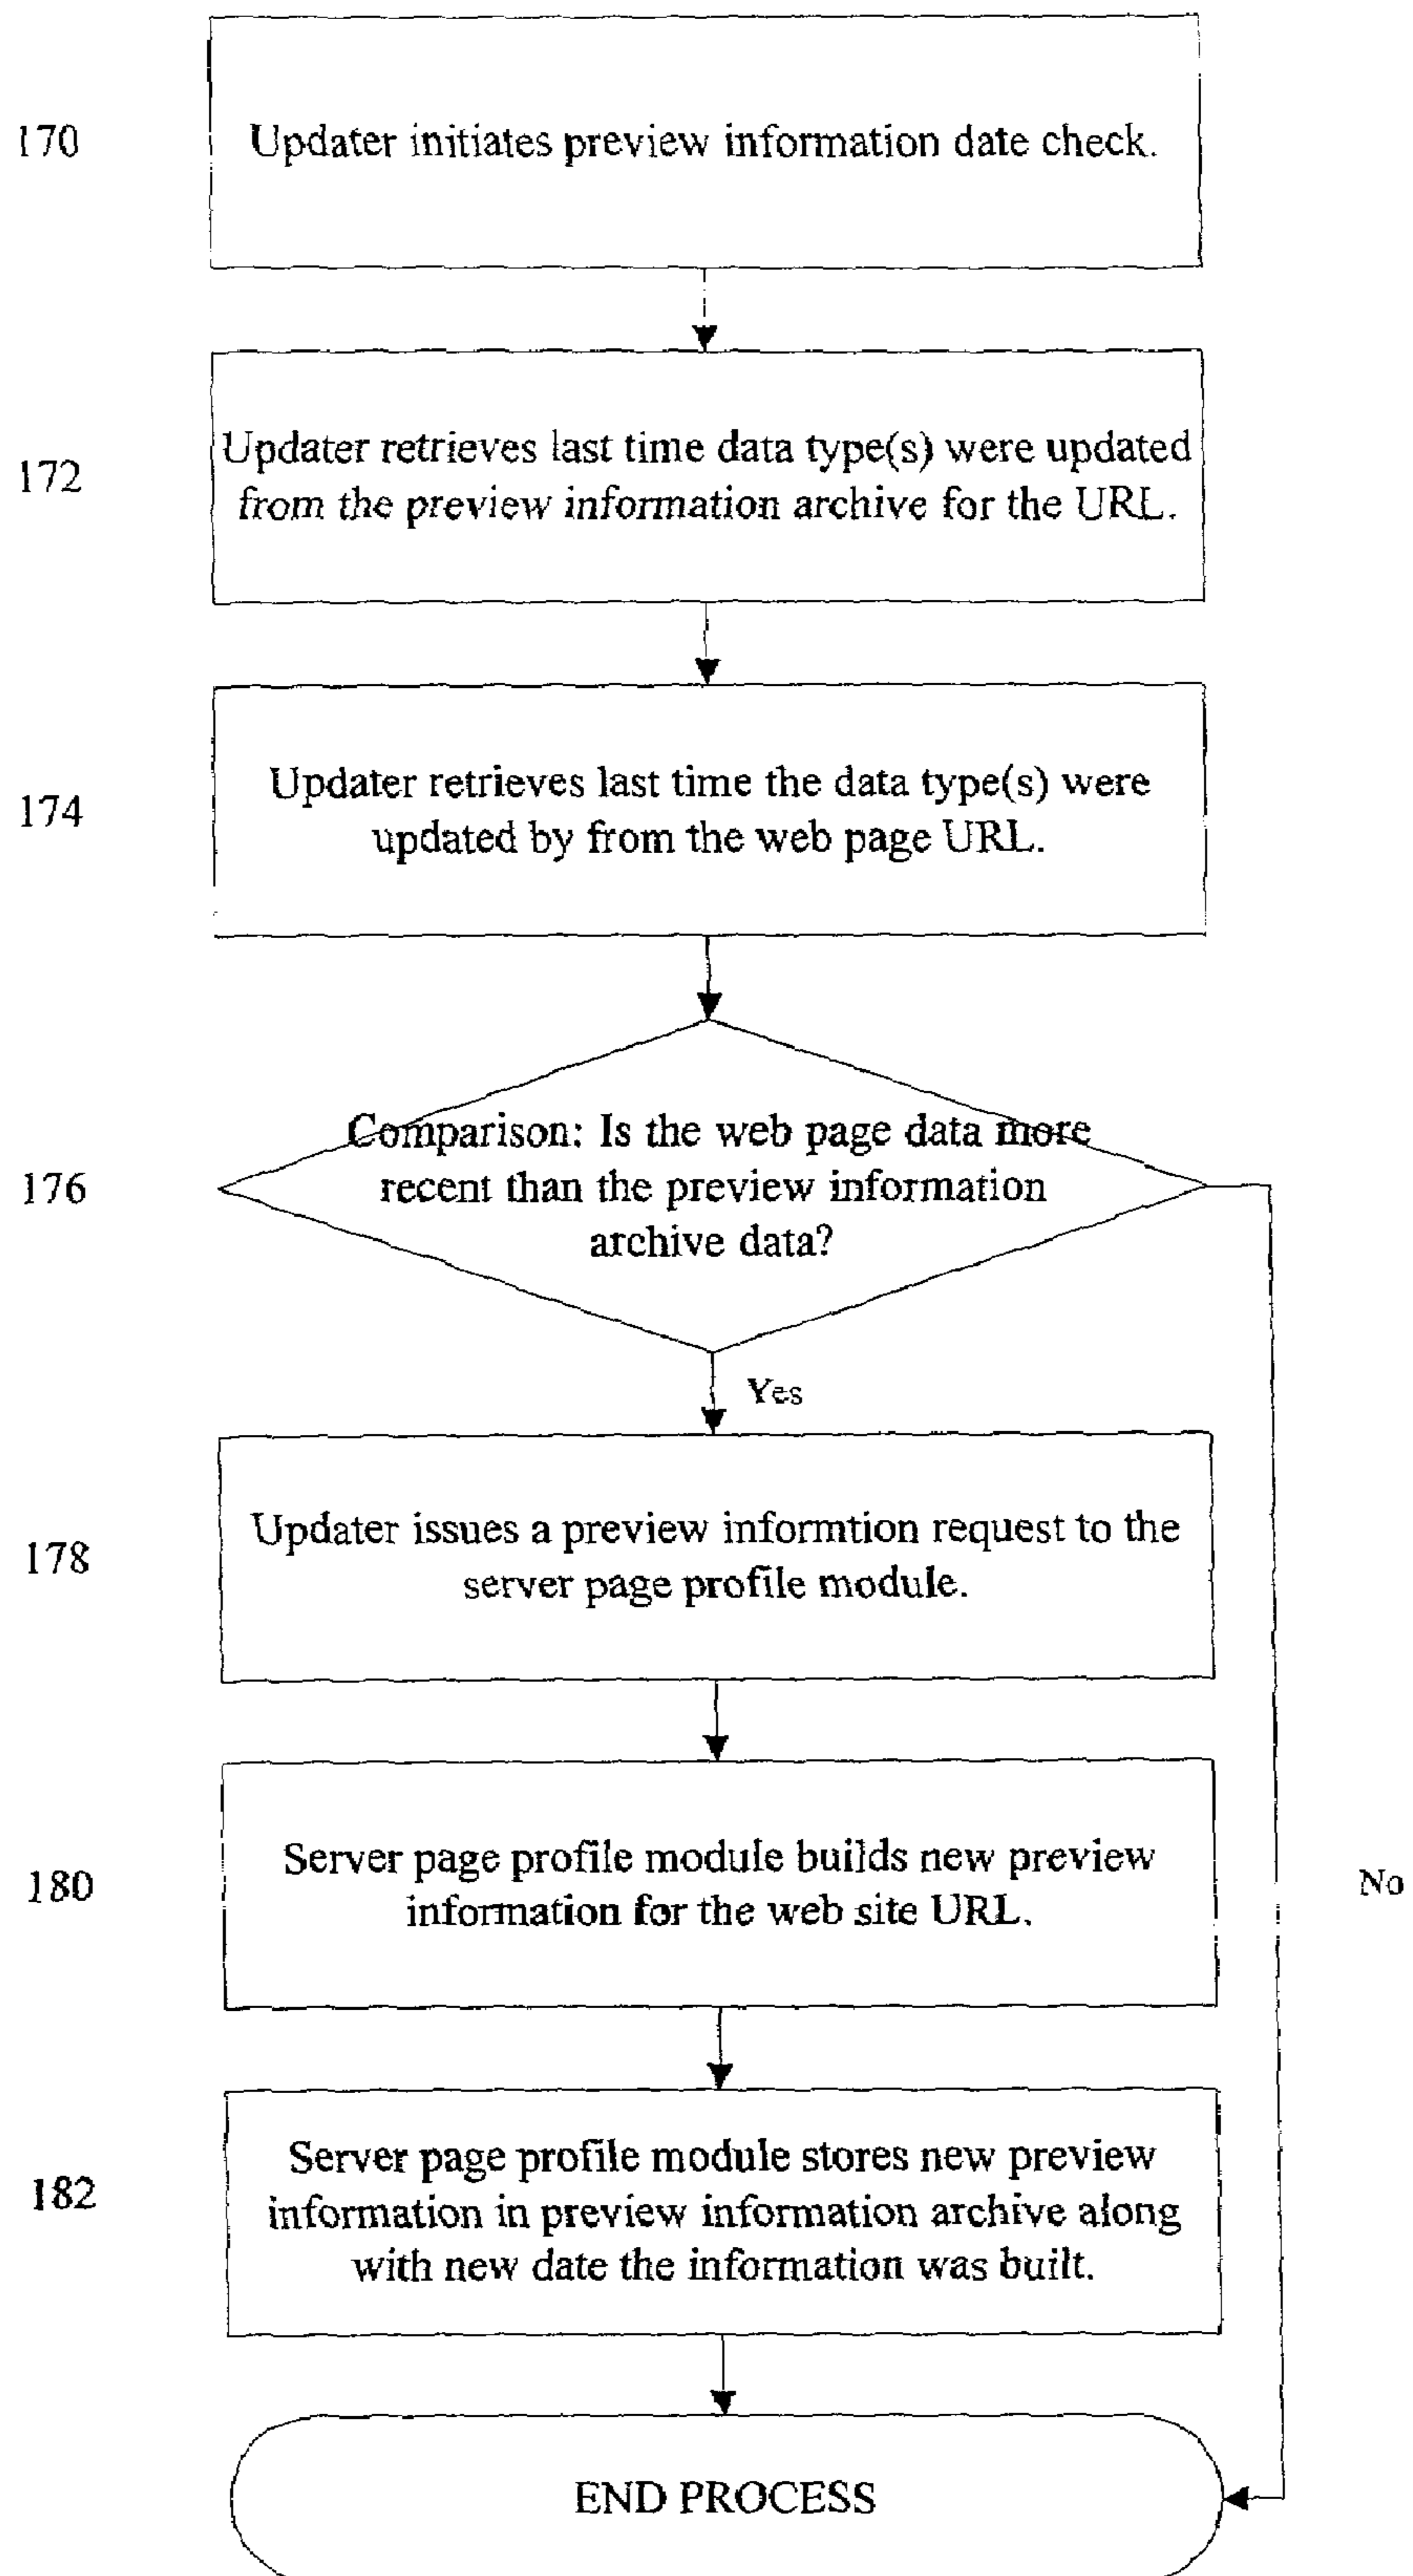 170
Updater initiates preview information date check.
172
Updater retrieves last time data type(s) were updated
from the preview information archive for the URL.
174
Updater retrieves last time the data type(s) were
updated by from the web page URL.
176
Comparison: Is the web page data more
recent than the preview information
archive data?
Yes
178
Updater issues a preview informtion request to the
server page profile module.
180
Server page profile module builds new preview
information for the web site URL.
No
182
Server page profile module stores new preview
information in preview information archive along
with new date the information was built.
END PROCESS